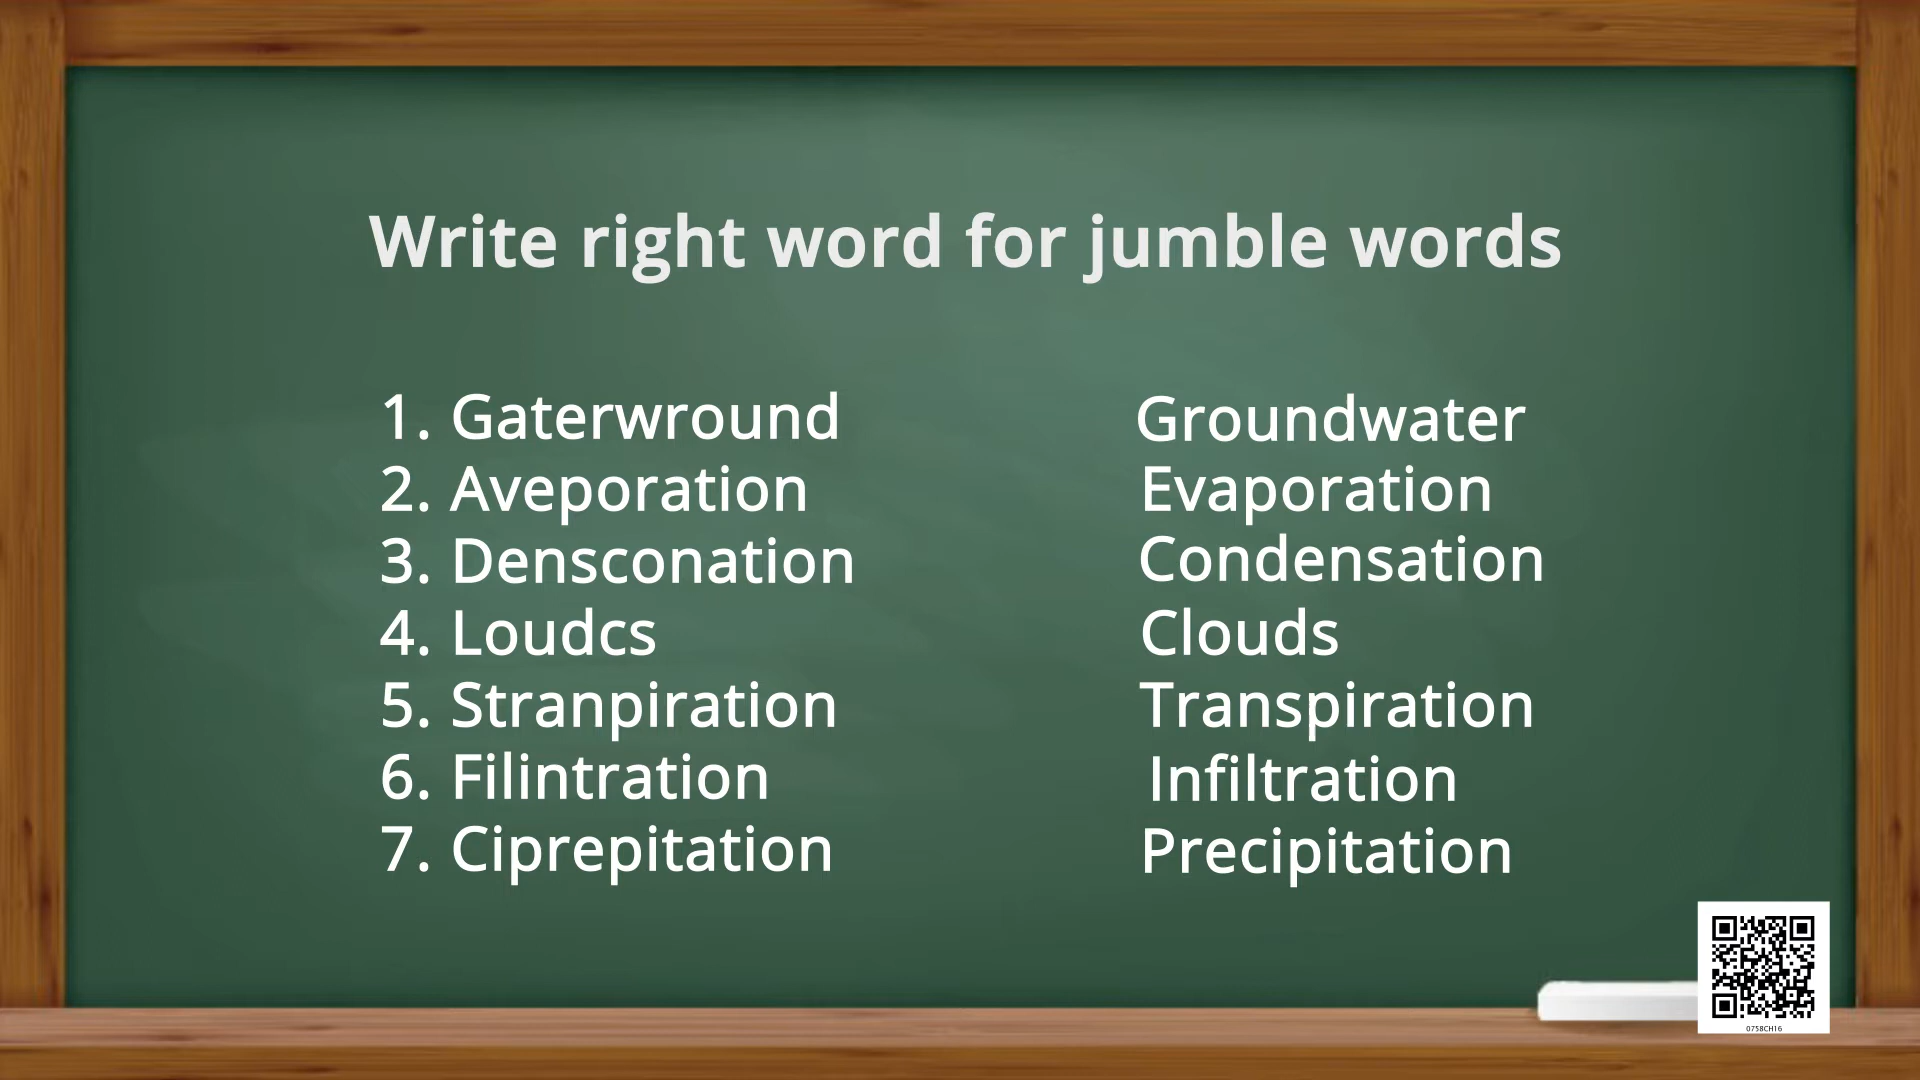 Write right word for jumble words
1. Gaterwround Groundwater
2. Aveporation Evaporation
3. Densconation Condensation
4. Loudcs Clouds
5. Stranpiration Transpiration
6. Filintration Infiltration
7. Ciprepitation Precipitation
0758CH16